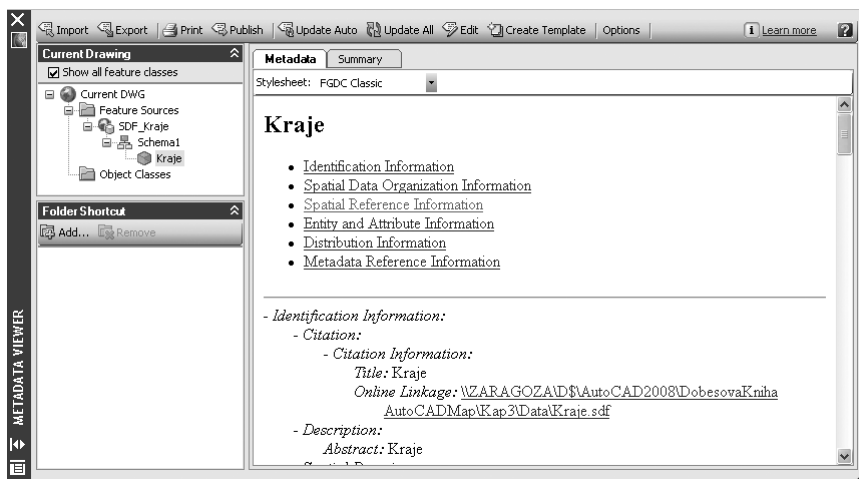 Import Export Print Publish Update Auto Update All Edit Create Template Options Learn more ?
Current Drawing
Show all feature classes
Current DWG
Feature Sources
SDF_Kraje
Schema1
Kraje
Object Classes
Folder Shortcut
Add... Remove
METADATA VIEWER
Metadata Summary
Stylesheet: FGDC Classic
Kraje
• Identification Information
• Spatial Data Organization Information
• Spatial Reference Information
• Entity and Attribute Information
• Distribution Information
• Metadata Reference Information
- Identification Information:
- Citation:
- Citation Information:
Title: Kraje
Online Linkage: \\ZARAGOZA\D$\AutoCAD2008\DobesovaKniha
AutoCADMap\Kap3\Data\Kraje.sdf
- Description:
Abstract: Kraje